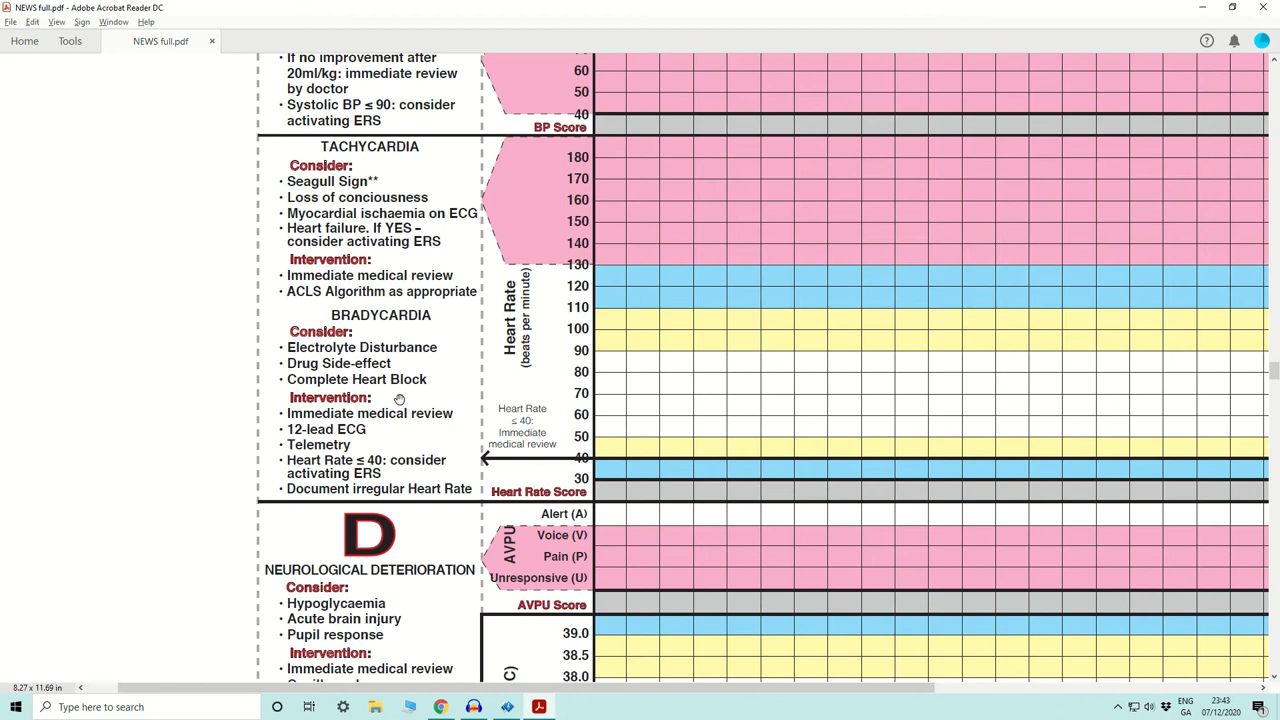 NEWS full.pdf - Adobe Acrobat Reader DC
File Edit View Sign Window Help
Home Tools NEWS full.pdf ×
• If no improvement after
20ml/kg: immediate review
by doctor
• Systolic BP ≤ 90: consider
activating ERS
60
50
40
BP Score
TACHYCARDIA
Consider:
• Seagull Sign**
• Loss of conciousness
• Myocardial ischaemia on ECG
• Heart failure. If YES –
consider activating ERS
Intervention:
• Immediate medical review
• ACLS Algorithm as appropriate
BRADYCARDIA
Consider:
• Electrolyte Disturbance
• Drug Side-effect
• Complete Heart Block
Intervention:
• Immediate medical review
• 12-lead ECG
• Telemetry
• Heart Rate ≤ 40: consider
activating ERS
• Document irregular Heart Rate
Heart Rate
(beats per minute)
Heart Rate
≤ 40:
Immediate
medical review
180
170
160
150
140
130
120
110
100
90
80
70
60
50
40
30
Heart Rate Score
D
NEUROLOGICAL DETERIORATION
Consider:
• Hypoglycaemia
• Acute brain injury
• Pupil response
Intervention:
• Immediate medical review
AVPU
Alert (A)
Voice (V)
Pain (P)
Unresponsive (U)
AVPU Score
39.0
38.5
38.0
C)
8.27 x 11.69 in
Type here to search
ENG
GA
23:43
07/12/2020